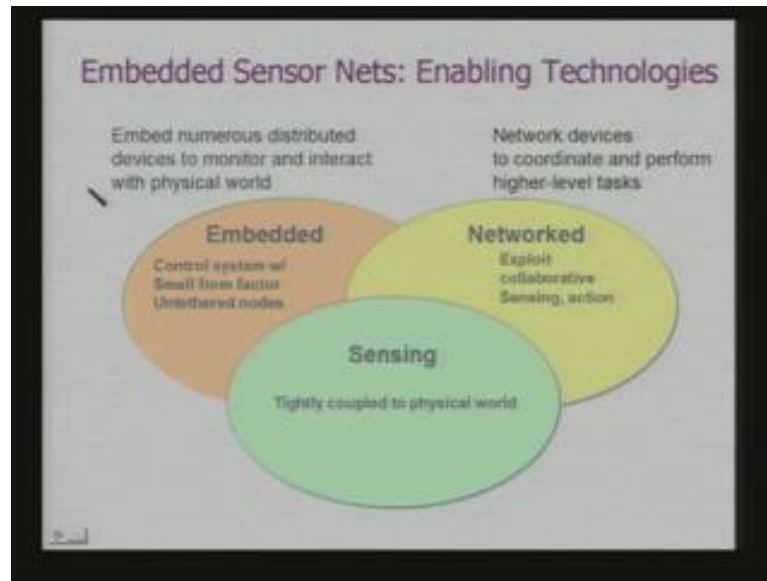 Embedded Sensor Nets: Enabling Technologies
Embed numerous distributed
devices to monitor and interact
with physical world
Network devices
to coordinate and perform
higher-level tasks
Embedded
Control system w/
Small form factor
Untethered nodes
Networked
Exploit
collaborative
Sensing, action
Sensing
Tightly coupled to physical world